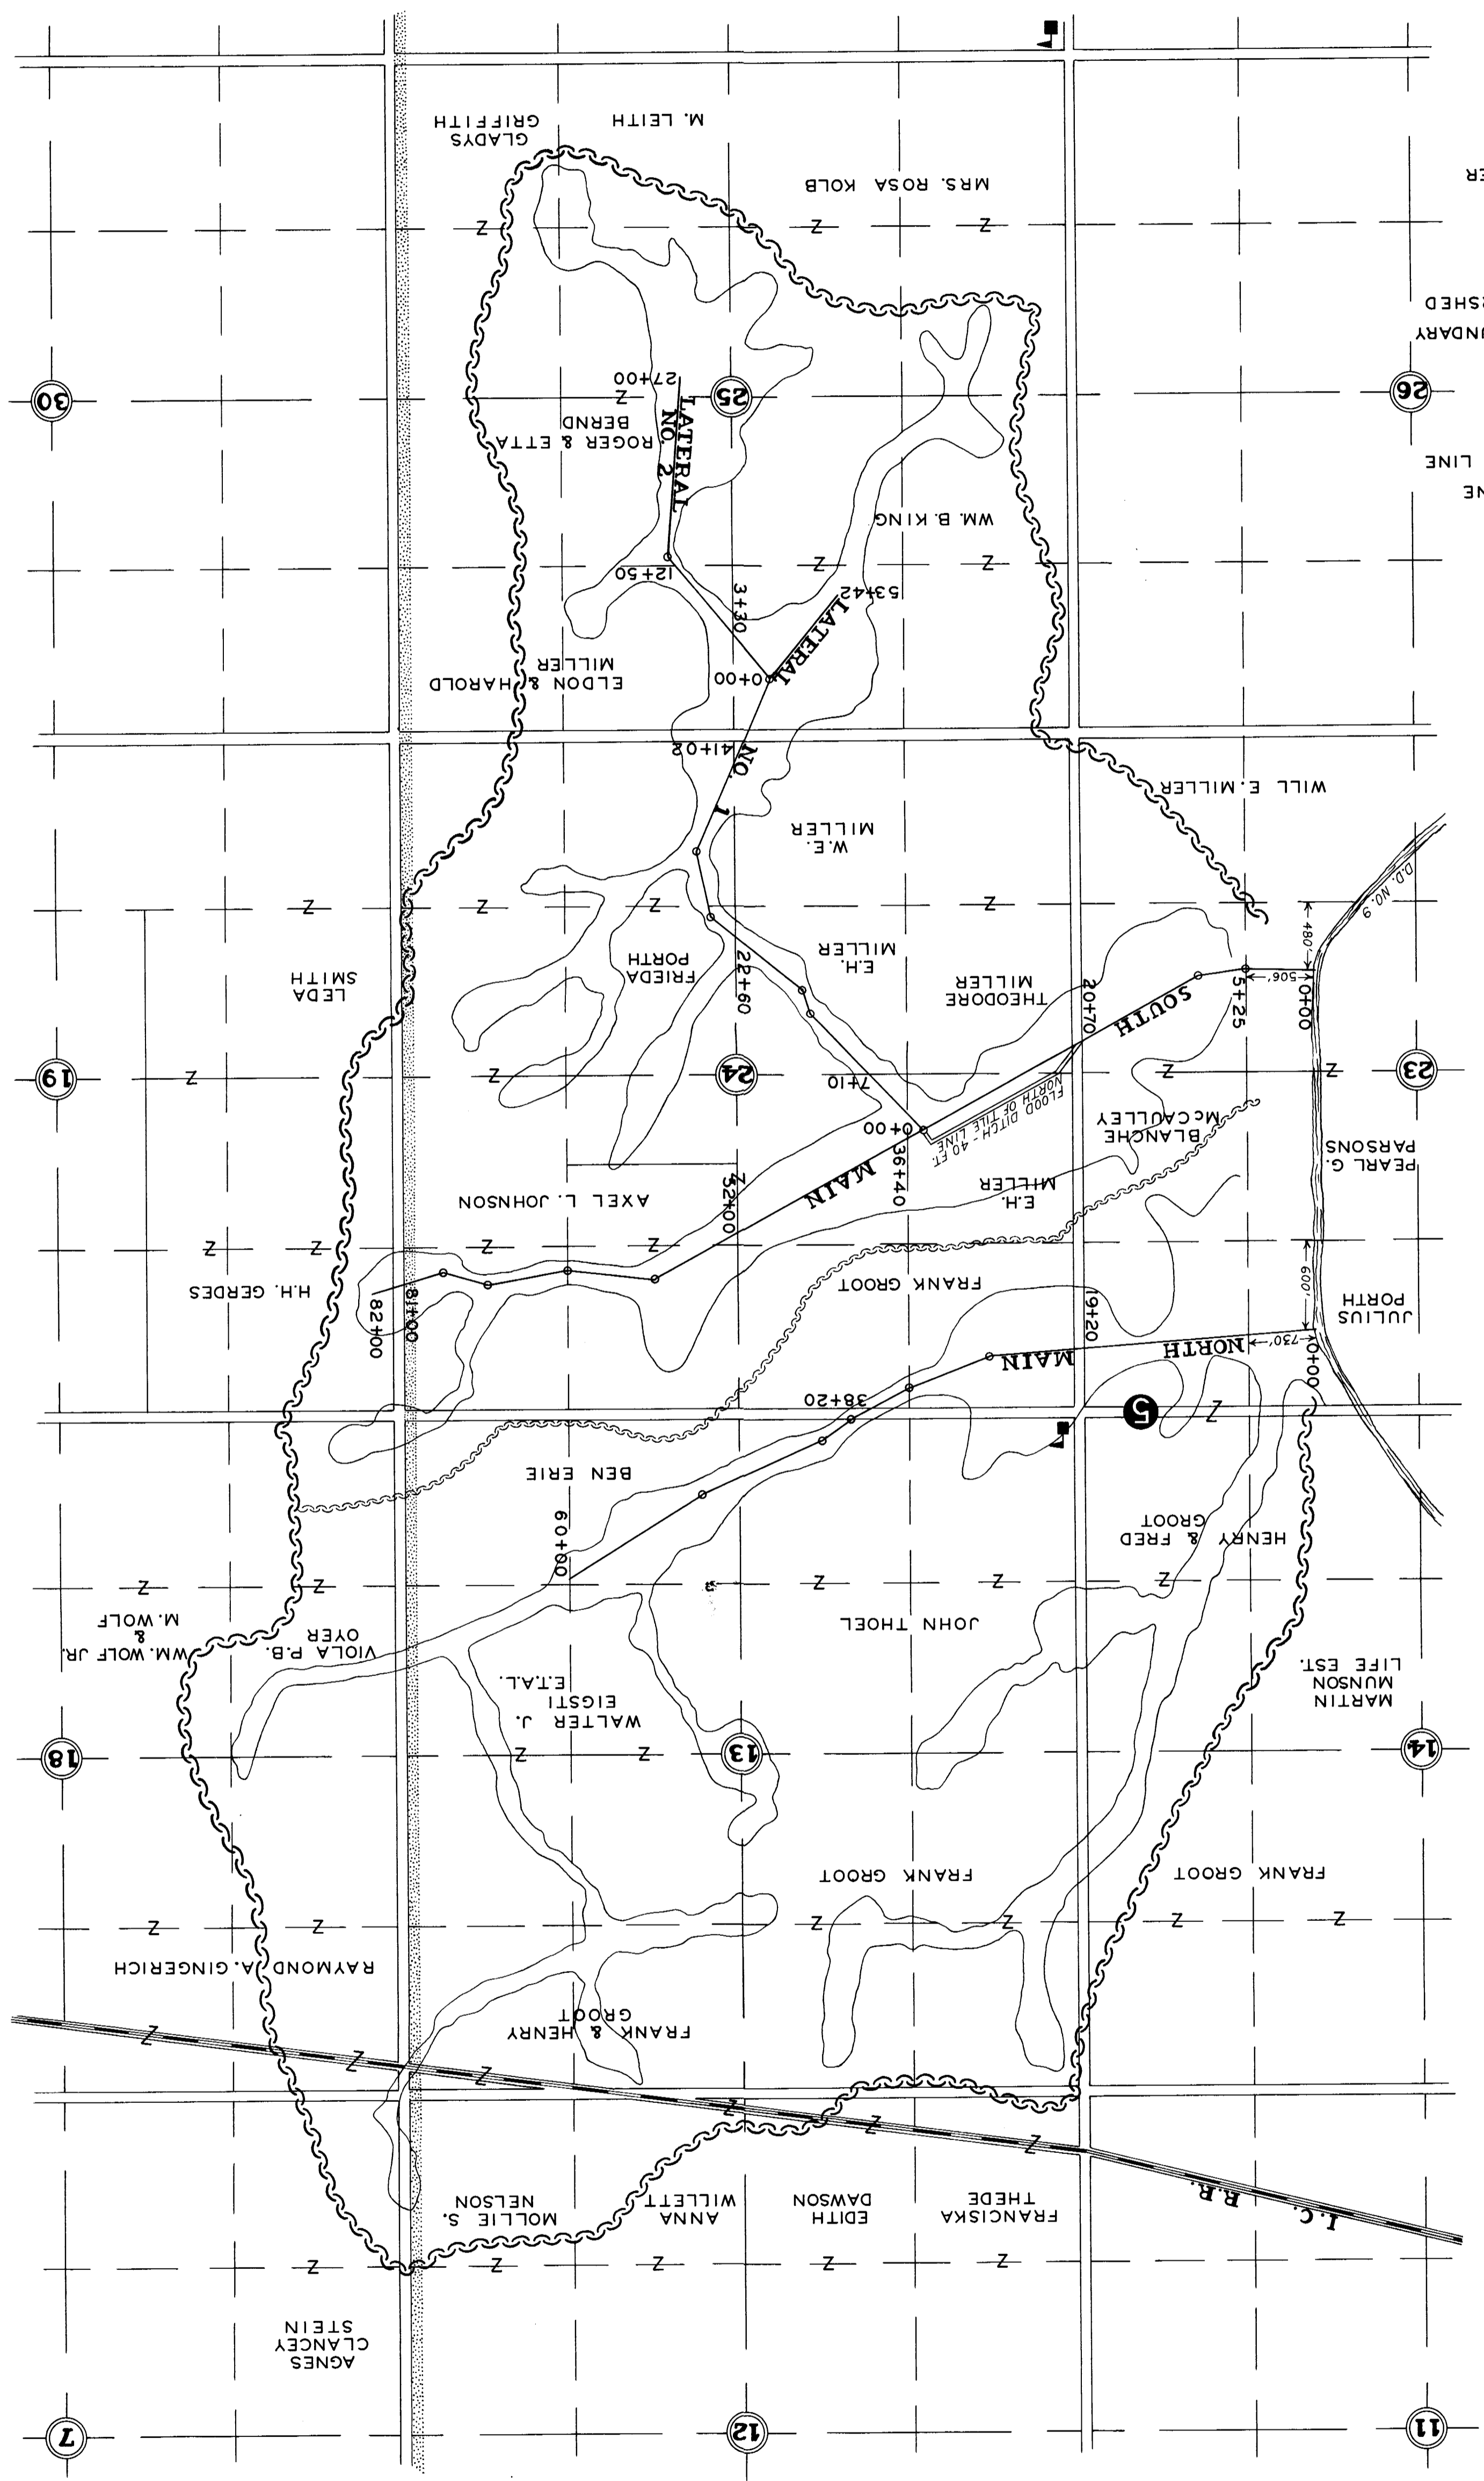 11
12
7
AGNES
CLANCEY
STEIN
I. C. R.R.
FRANCISKA
THEDE
EDITH
DAWSON
ANNA
WILLETT
MOLLIE S.
NELSON
Z Z Z Z
Z Z Z Z Z Z
FRANK & HENRY
GROOT
RAYMOND A. GINGERICH
Z Z Z Z Z Z
FRANK GROOT
FRANK GROOT
14
13
Z Z
18
MARTIN
MUNSON
LIFE EST.
WALTER J.
EIGSTI
E.T.AL.
JOHN THOEL
VIOLA P.B.
OYER
WM. WOLF JR.
&
M. WOLF
Z Z Z Z Z
HENRY & FRED
GROOT
60+00
BEN ERIE
5
Z
38+20
0+00
730'
NORTH
MAIN
19+20
600'
JULIUS
PORTH
FRANK GROOT
81+00
82+00
H.H. GERDES
Z Z Z Z
E.H.
MILLER
MAIN
36+40
52+00
Z
AXEL L. JOHNSON
PEARL G.
PARSONS
BLANCHE
McCAULLEY
0+00
FLOOD DITCH - 40 FT.
NORTH OF TILE LINE
7+10
23
Z Z
24
Z Z
19
0+00
506'
5+25
SOUTH
20+70
480'
THEODORE
MILLER
E.H.
MILLER
22+60
FRIEDA
PORTH
LEDA
SMITH
D.D. NO. 9
Z Z Z Z
W.E.
MILLER
WILL E. MILLER
LATERAL
NO. 1
41+02
0+00
ELDON & HAROLD
MILLER
53+42
3+30
12+50
Z Z
WM. B. KING
LATERAL
NO. 2
ROGER & ETTA
BERND
27+00
NE
LINE
26
25
Z
30
NDARY
RSHED
Z Z Z
ER
MRS. ROSA KOLB
M. LEITH
GLADYS
GRIFFITH